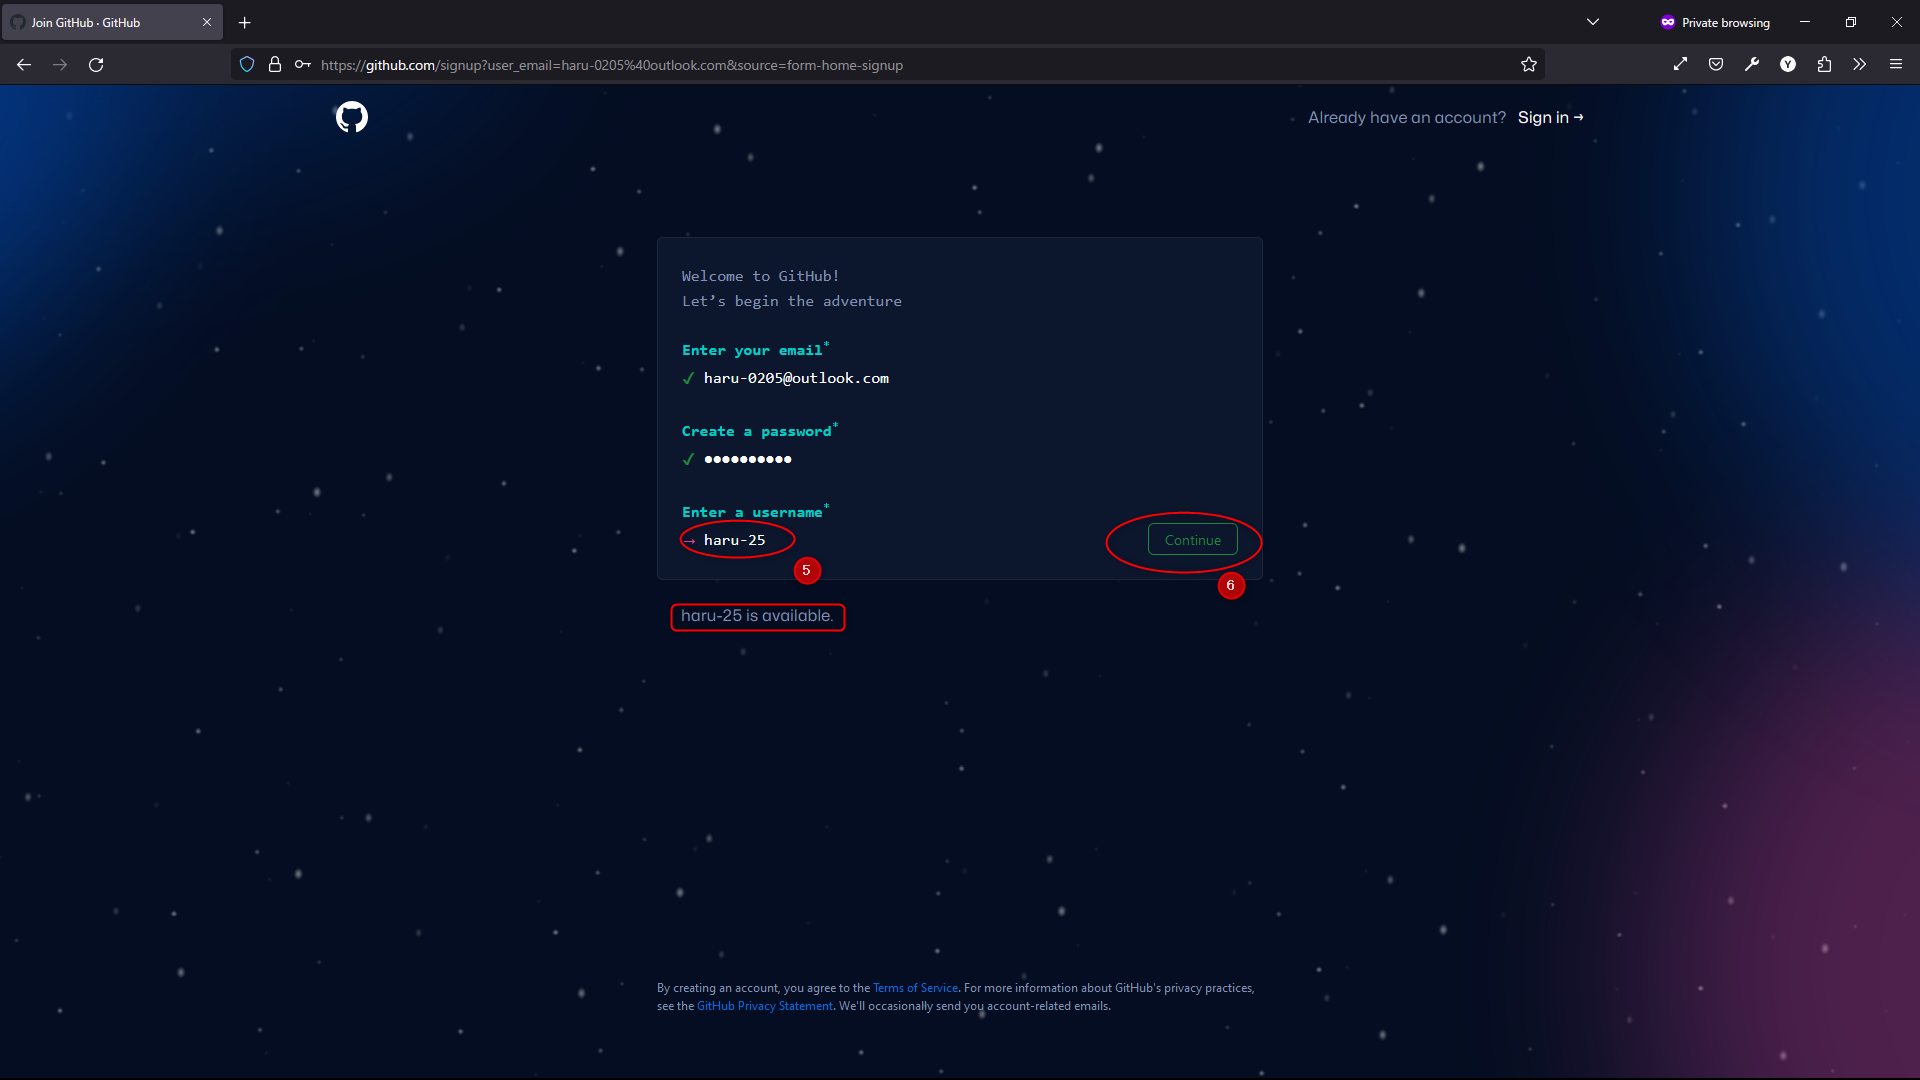 Join GitHub · GitHub
Private browsing
https://github.com/signup?user_email=haru-0205%40outlook.com&source=form-home-signup
Y
Already have an account? Sign in →
Welcome to GitHub!
Let’s begin the adventure
Enter your email*
✓ haru-0205@outlook.com
Create a password*
✓ ●●●●●●●●●●
Enter a username*
→ haru-25
Continue
5
6
haru-25 is available.
By creating an account, you agree to the Terms of Service. For more information about GitHub's privacy practices,
see the GitHub Privacy Statement. We'll occasionally send you account-related emails.